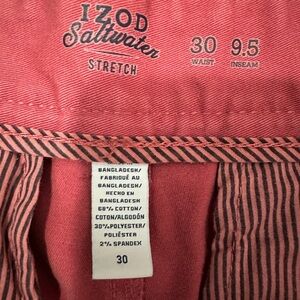 IZOD
Saltwater
STRETCH
30 9.5
WAIST INSEAM
BANGLADESH/
FABRIQUÉ AU
BANGLADESH/
HECHO EN
BANGLADESH
68% COTTON/
COTON/ALGODÓN
30% POLYESTER/
POLIÉSTER
2% SPANDEX
30